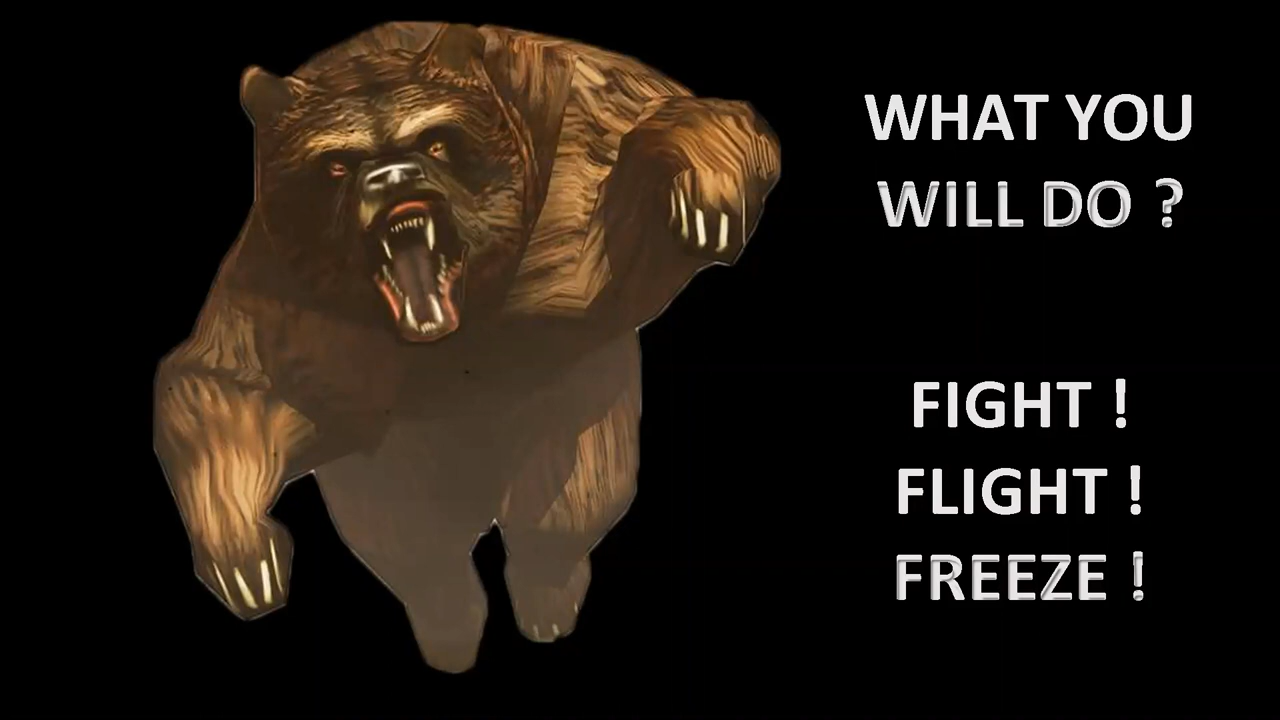 WHAT YOU
WILL DO ?
FIGHT !
FLIGHT !
FREEZE !